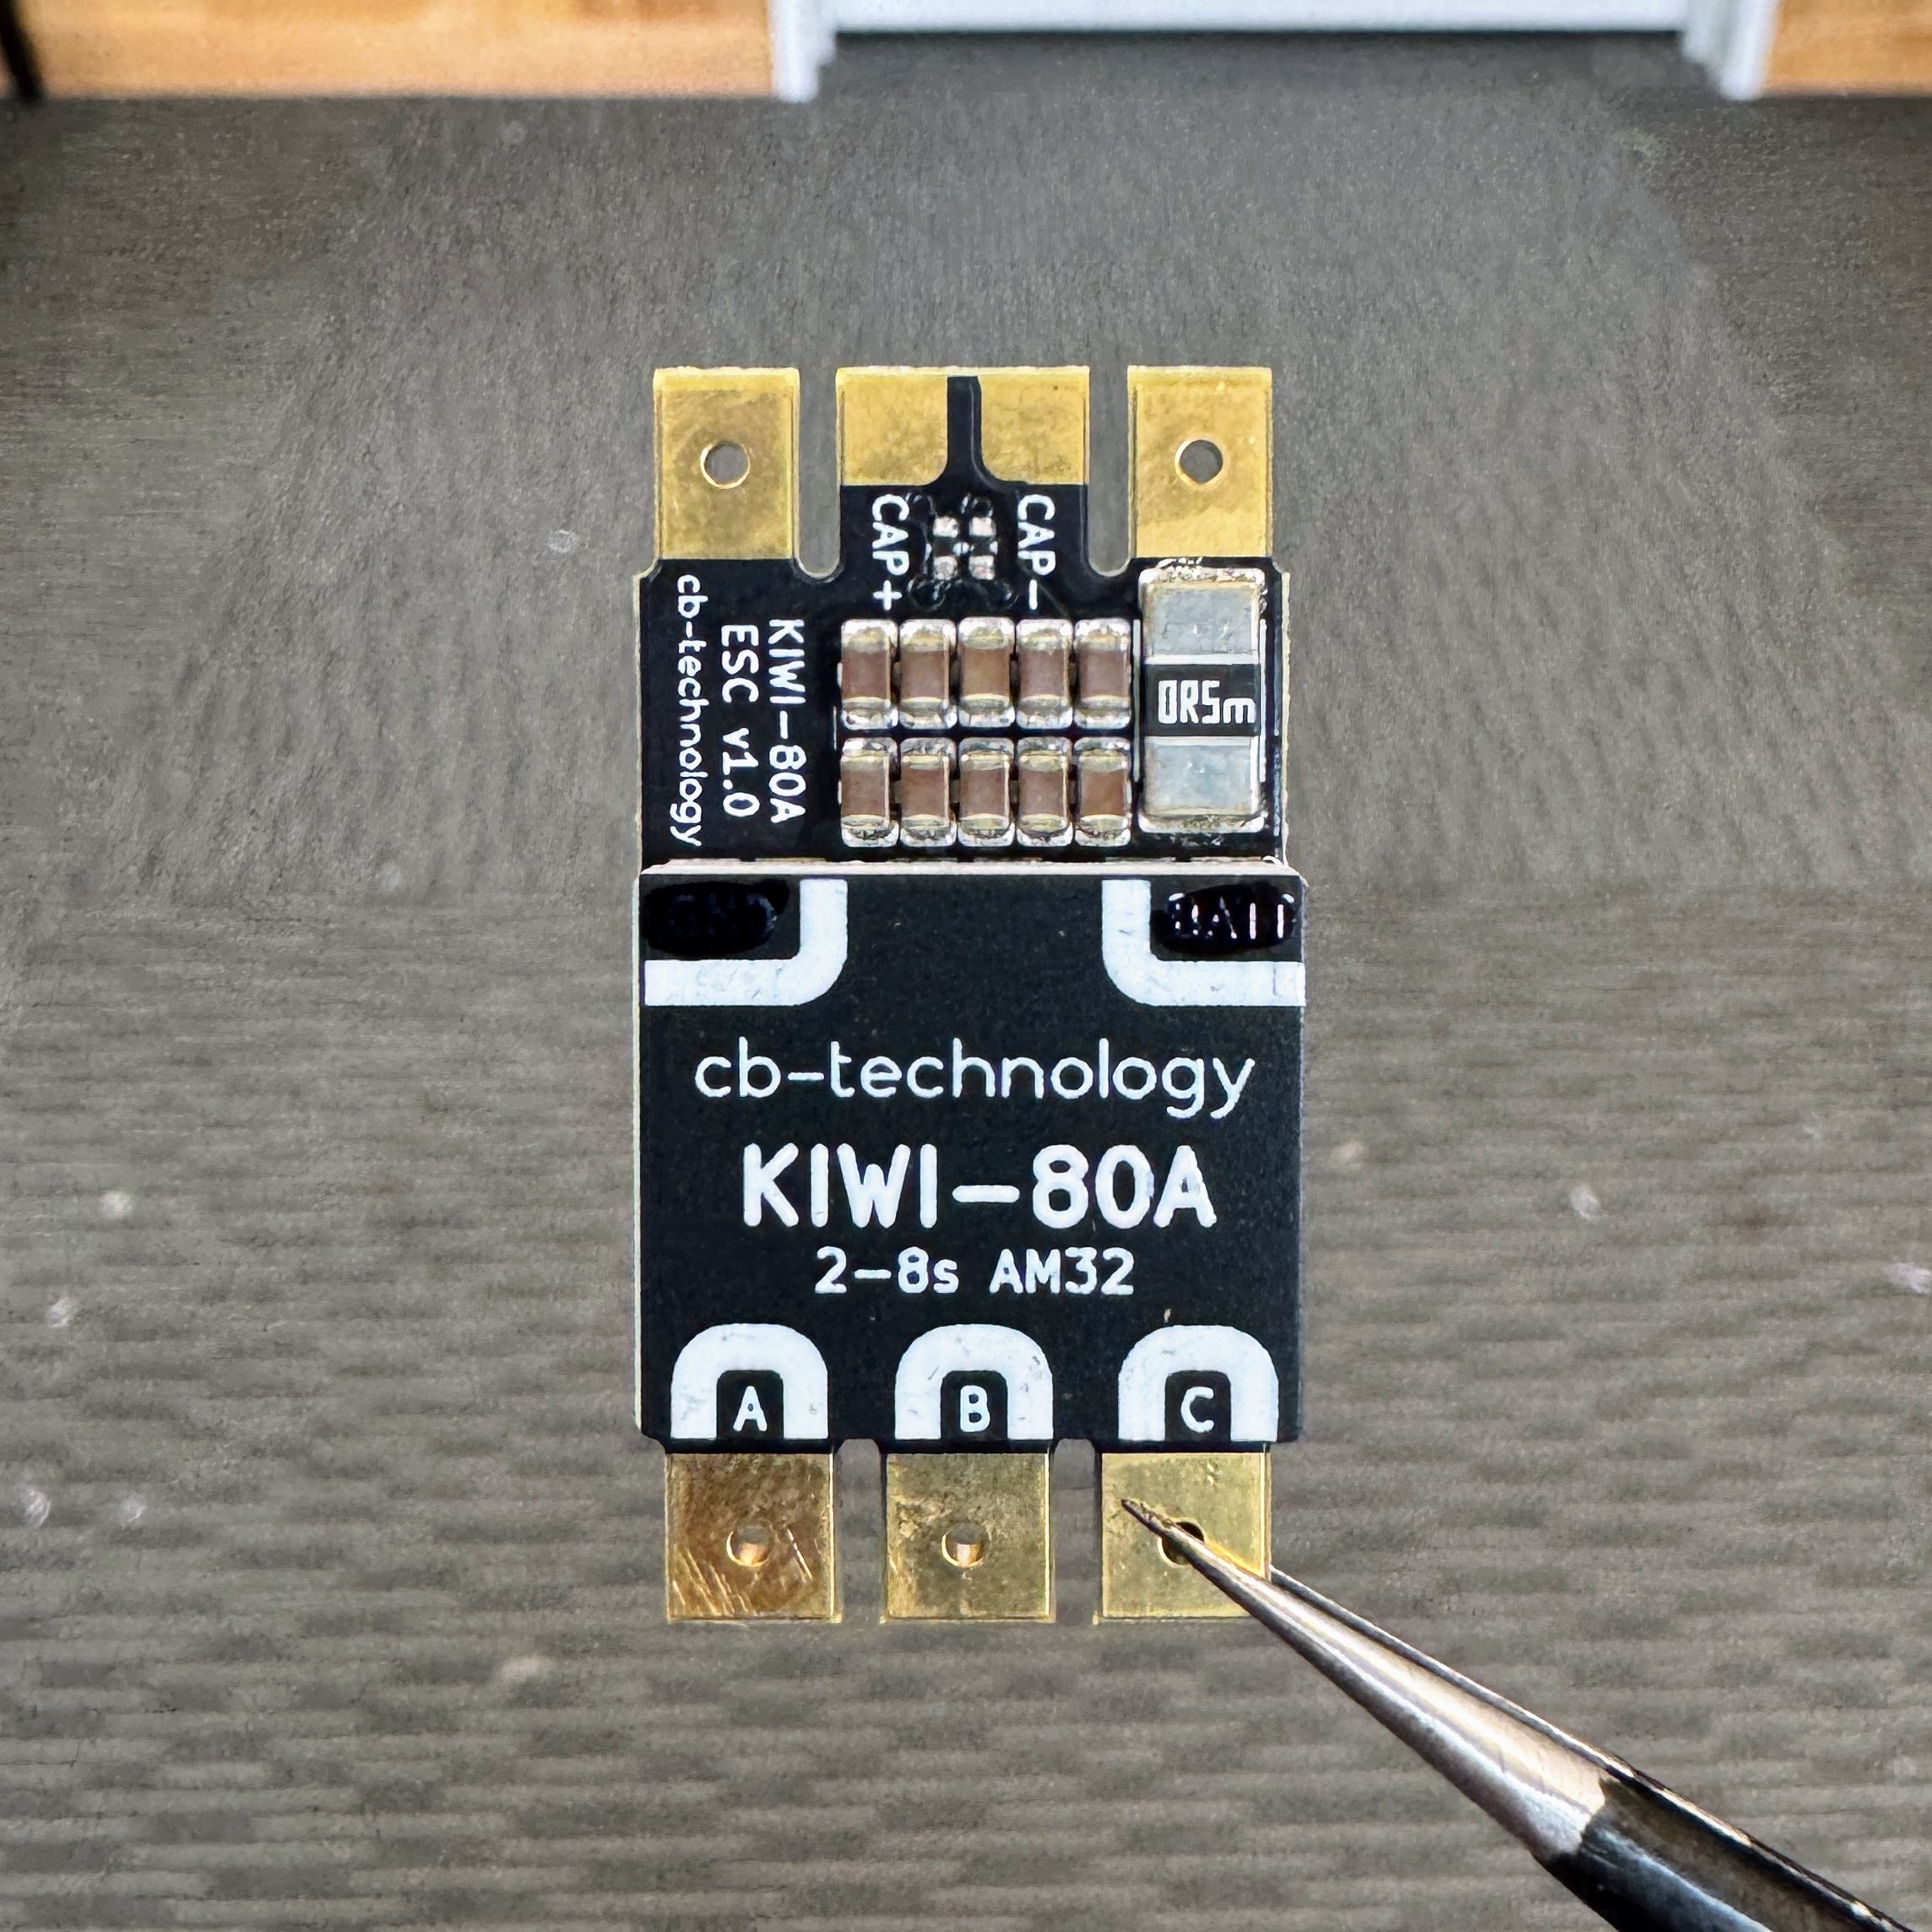 CAP+
CAP-
cb-technology
KIWI-80A
ESC v1.0
0R5m
BATT
cb-technology
KIWI-80A
2-8s AM32
A
B
C